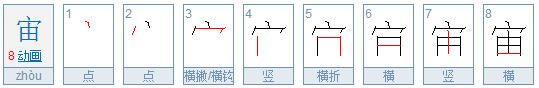 宙 1 2 3 4 5 6 7 8
8 动画
zhòu 点 点 横撇/横钩 竖 横折 横 竖 横